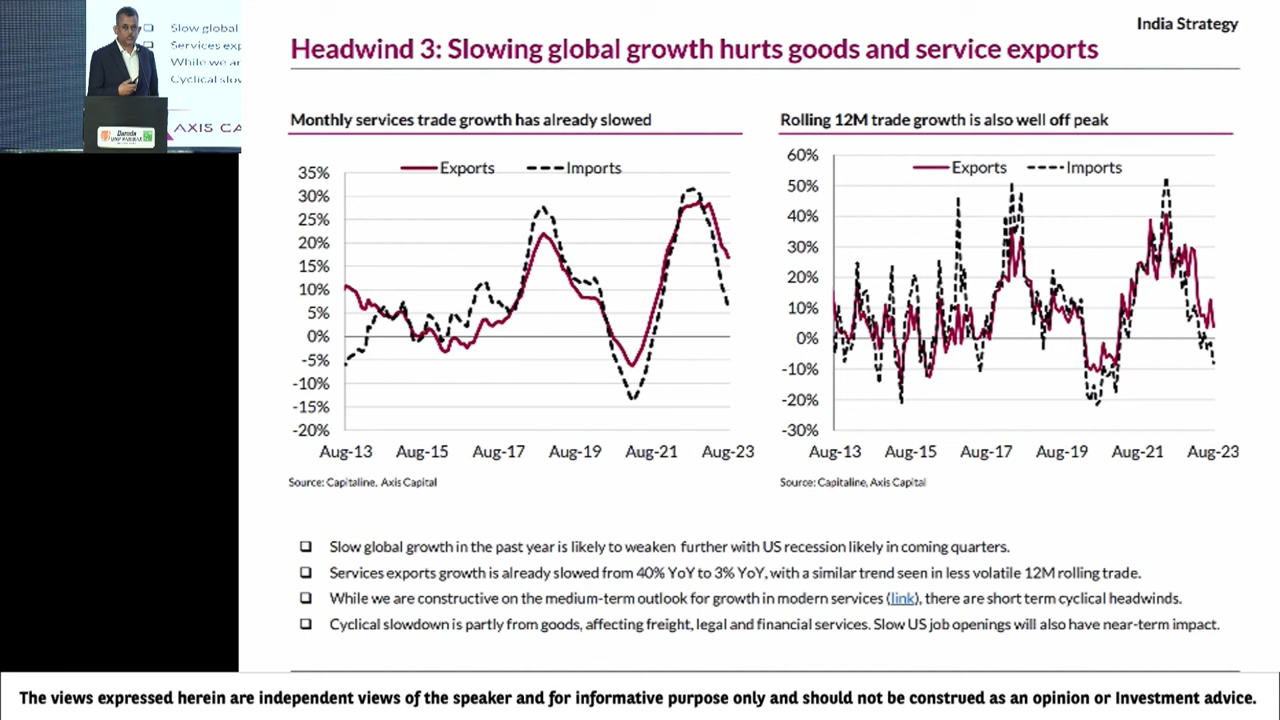 Slow global
Services exp
While we ar
Cyclical slov
AXIS CA
Baroda
BNP PARIBAS
India Strategy
Headwind 3: Slowing global growth hurts goods and service exports
Monthly services trade growth has already slowed
Exports Imports
35%
30%
25%
20%
15%
10%
5%
0%
-5%
-10%
-15%
-20%
Aug-13 Aug-15 Aug-17 Aug-19 Aug-21 Aug-23
Source: Capitaline, Axis Capital
Rolling 12M trade growth is also well off peak
Exports Imports
60%
50%
40%
30%
20%
10%
0%
-10%
-20%
-30%
Aug-13 Aug-15 Aug-17 Aug-19 Aug-21 Aug-23
Source: Capitaline, Axis Capital
Slow global growth in the past year is likely to weaken further with US recession likely in coming quarters.
Services exports growth is already slowed from 40% YoY to 3% YoY, with a similar trend seen in less volatile 12M rolling trade.
While we are constructive on the medium-term outlook for growth in modern services (link), there are short term cyclical headwinds.
Cyclical slowdown is partly from goods, affecting freight, legal and financial services. Slow US job openings will also have near-term impact.
The views expressed herein are independent views of the speaker and for informative purpose only and should not be construed as an opinion or Investment advice.